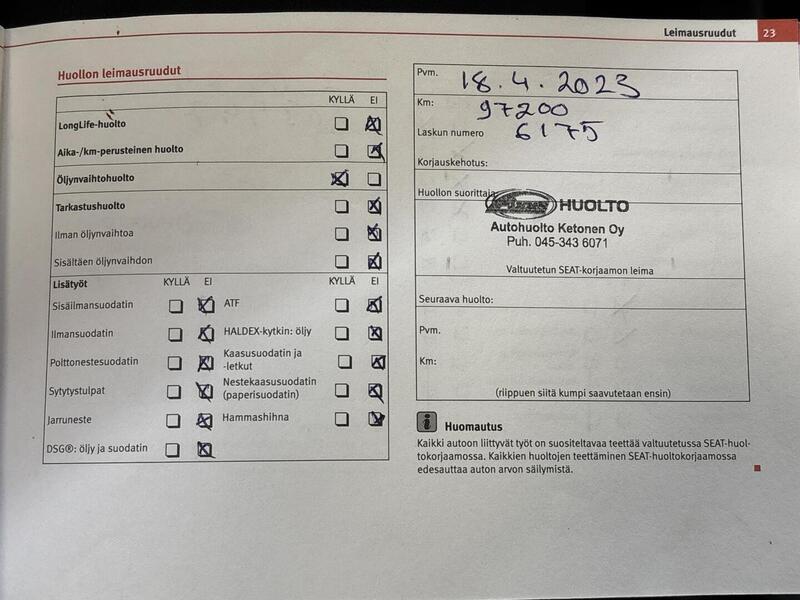 Leimausruudut 23
Huollon leimausruudut
KYLLÄ EI
LongLife-huolto
Aika-/km-perusteinen huolto
Öljynvaihtohuolto
Tarkastushuolto
Ilman öljynvaihtoa
Sisältäen öljynvaihdon
Lisätyöt KYLLÄ EI KYLLÄ EI
Sisäilmansuodatin
Ilmansuodatin
Polttonestesuodatin
Sytytystulpat
Jarruneste
DSG®: öljy ja suodatin
ATF
HALDEX-kytkin: öljy
Kaasusuodatin ja
-letkut
Nestekaasusuodatin
(paperisuodatin)
Hammashihna
Pvm. 18.4.2023
Km: 97200
Laskun numero 6175
Korjauskehotus:
Huollon suorittaja
HUOLTO
Autohuolto Ketonen Oy
Puh. 045-343 6071
Valtuutetun SEAT-korjaamon leima
Seuraava huolto:
Pvm.
Km:
(riippuen siitä kumpi saavutetaan ensin)
i Huomautus
Kaikki autoon liittyvät työt on suositeltavaa teettää valtuutetussa SEAT-huol-
tokorjaamossa. Kaikkien huoltojen teettäminen SEAT-huoltokorjaamossa
edesauttaa auton arvon säilymistä.